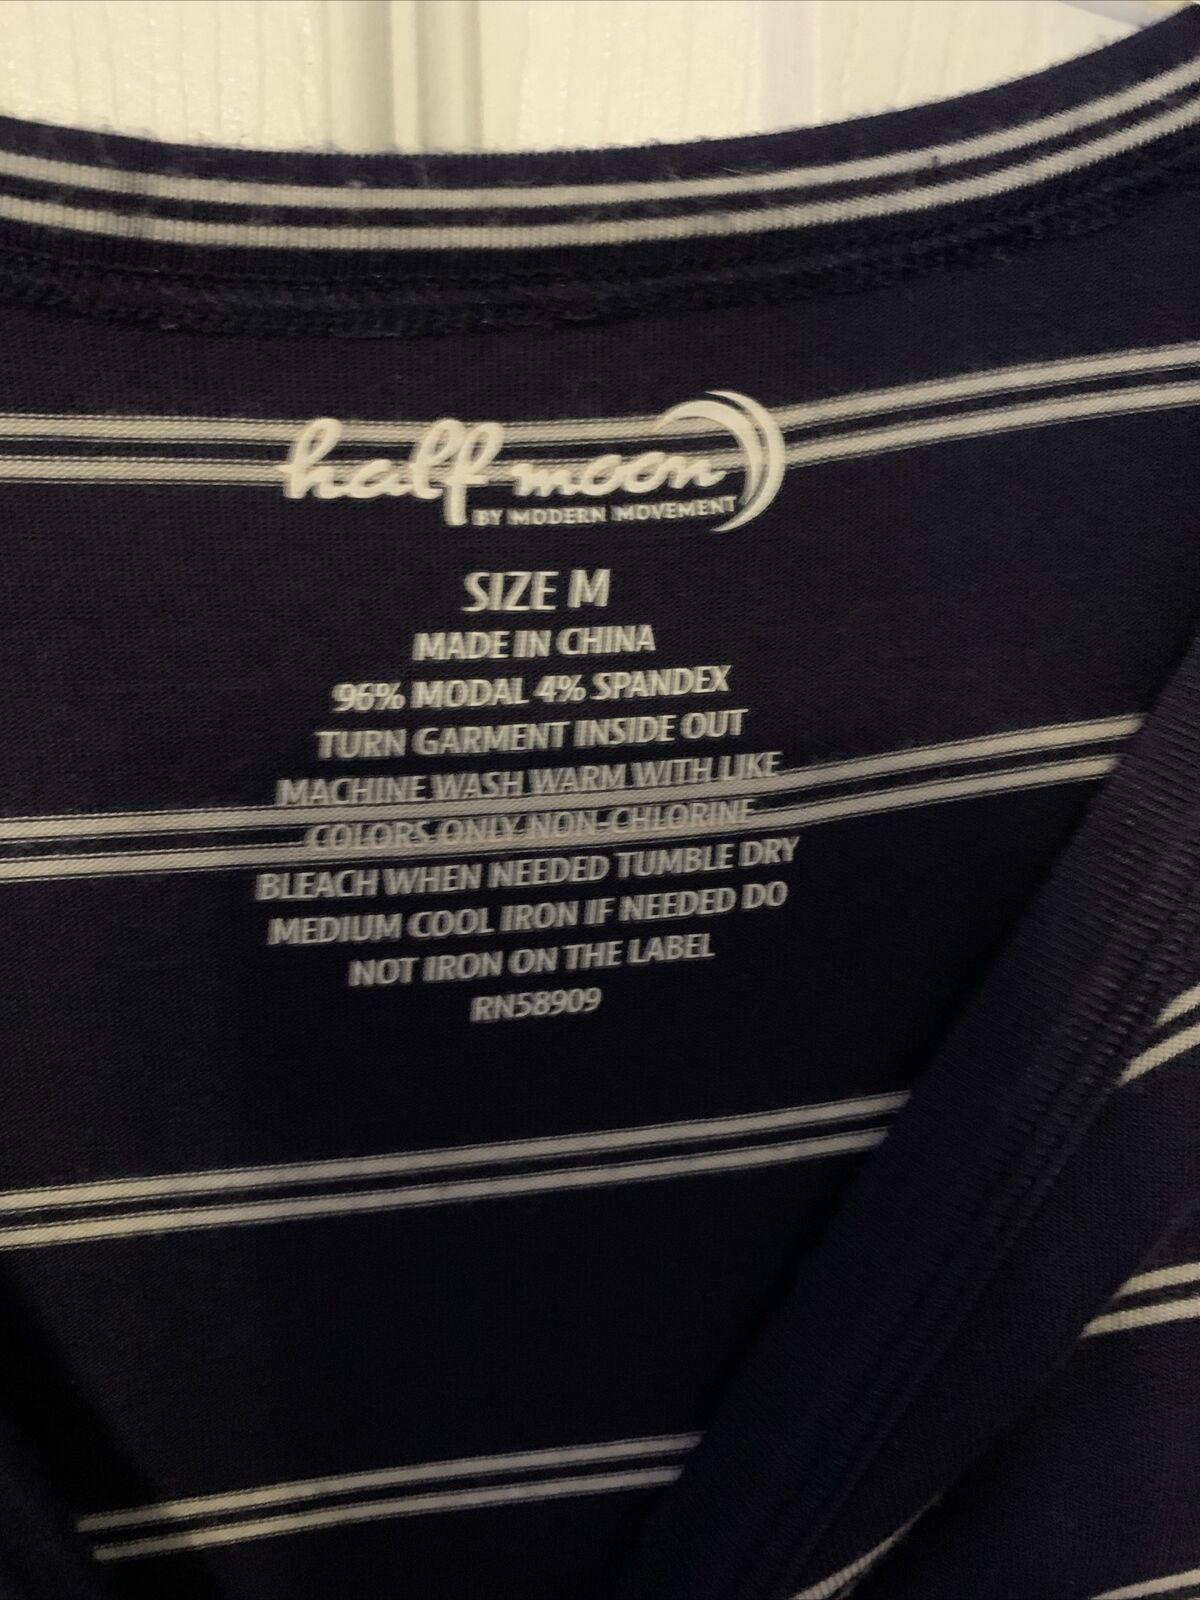 half moon
BY MODERN MOVEMENT
SIZE M
MADE IN CHINA
96% MODAL 4% SPANDEX
TURN GARMENT INSIDE OUT
MACHINE WASH WARM WITH LIKE
COLORS ONLY NON-CHLORINE
BLEACH WHEN NEEDED TUMBLE DRY
MEDIUM COOL IRON IF NEEDED DO
NOT IRON ON THE LABEL
RN58909